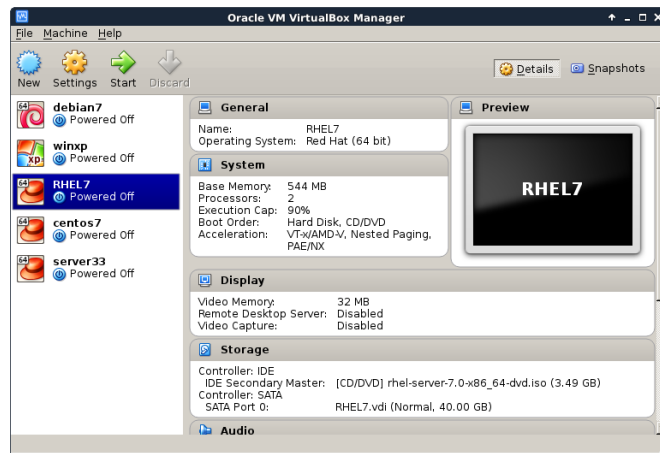 Oracle VM VirtualBox Manager
File Machine Help
New Settings Start Discard
Details Snapshots
64 debian7
Powered Off
xp winxp
Powered Off
64 RHEL7
Powered Off
64 centos7
Powered Off
64 server33
Powered Off
General
Name: RHEL7
Operating System: Red Hat (64 bit)
System
Base Memory: 544 MB
Processors: 2
Execution Cap: 90%
Boot Order: Hard Disk, CD/DVD
Acceleration: VT-x/AMD-V, Nested Paging,
PAE/NX
Preview
RHEL7
Display
Video Memory: 32 MB
Remote Desktop Server: Disabled
Video Capture: Disabled
Storage
Controller: IDE
IDE Secondary Master: [CD/DVD] rhel-server-7.0-x86_64-dvd.iso (3.49 GB)
Controller: SATA
SATA Port 0: RHEL7.vdi (Normal, 40.00 GB)
Audio